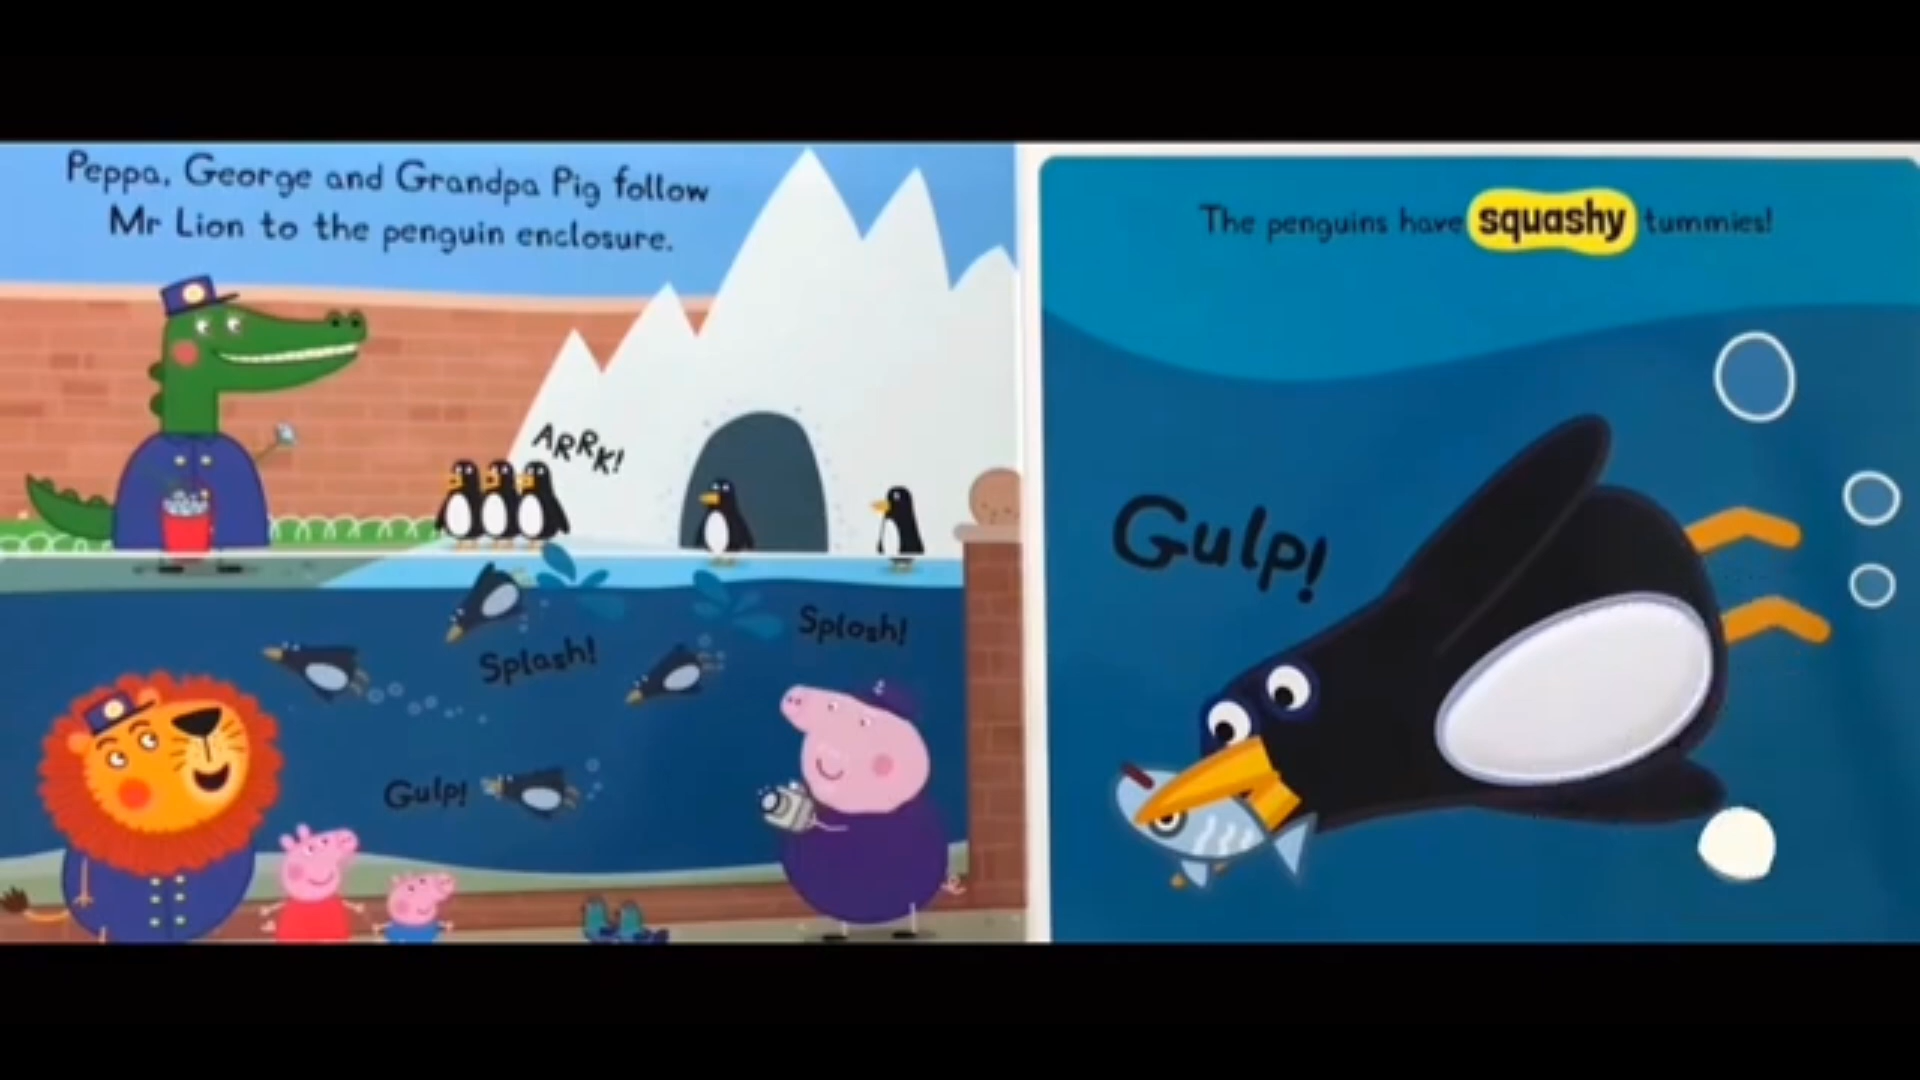 Peppa, George and Grandpa Pig follow
Mr Lion to the penguin enclosure.
ARRK!
Splash!
Splosh!
Gulp!
The penguins have squashy tummies!
Gulp!